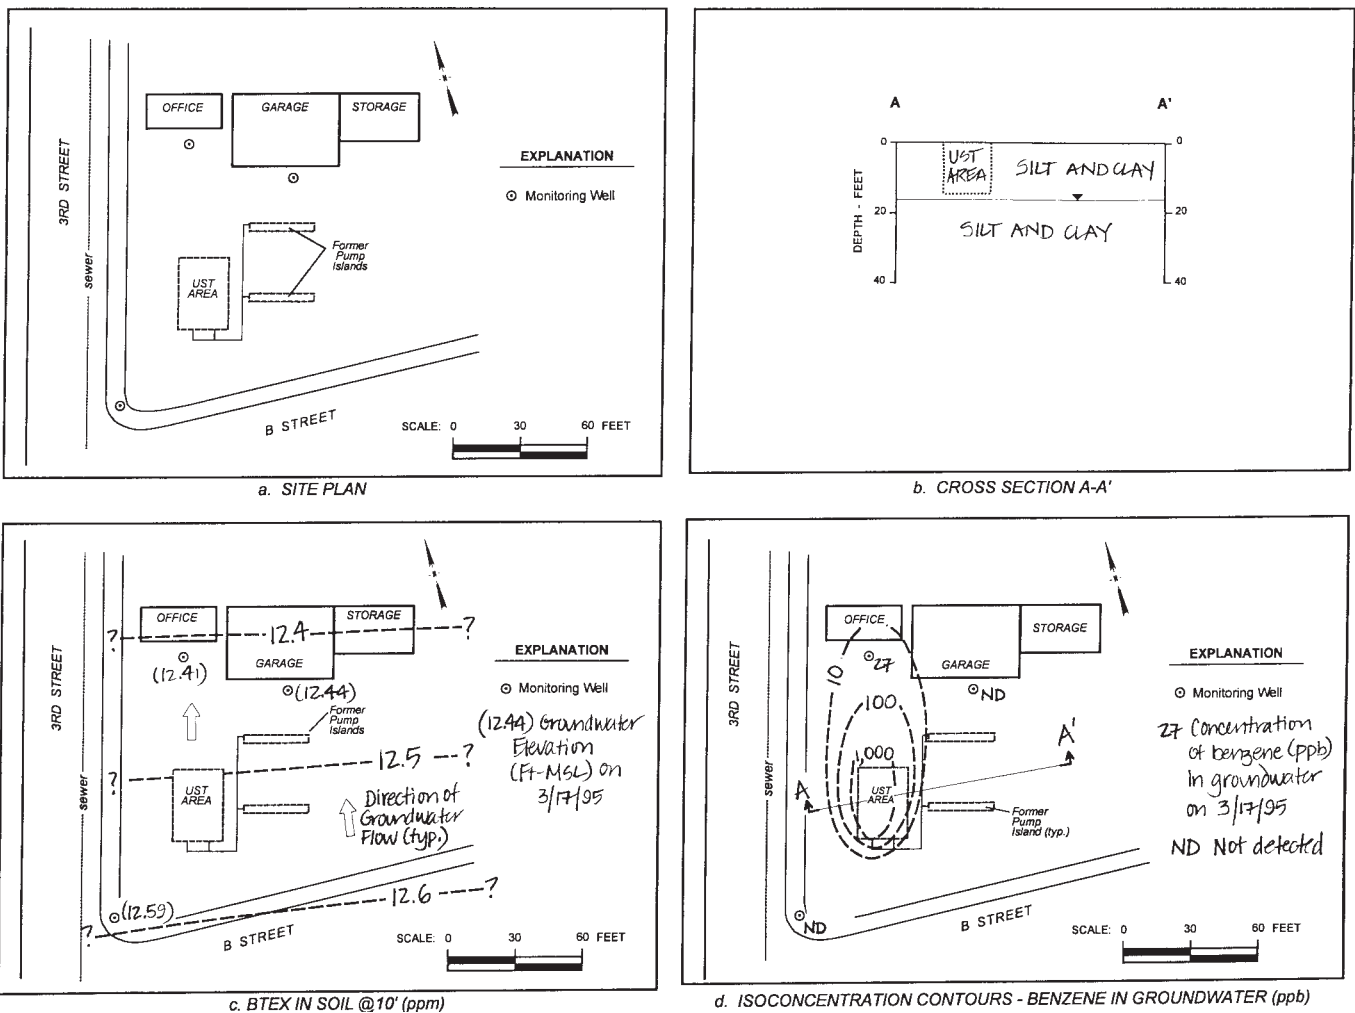 OFFICE
GARAGE
STORAGE
3RD STREET
sewer
EXPLANATION
Monitoring Well
Former
Pump
Islands
UST
AREA
B STREET
SCALE: 0 30 60 FEET
a. SITE PLAN
A A'
0 0
UST
AREA
SILT AND CLAY
DEPTH - FEET
20 20
SILT AND CLAY
40 40
b. CROSS SECTION A-A'
OFFICE
STORAGE
? 12.4 ?
GARAGE
(12.41)
(12.44)
3RD STREET
sewer
Former
Pump
Islands
EXPLANATION
Monitoring Well
(12.44) Groundwater
Elevation
(Ft-MSL) on
3/17/95
? 12.5 ?
UST
AREA
Direction of
Groundwater
Flow (typ.)
(12.59)
? 12.6 ?
B STREET
SCALE: 0 30 60 FEET
c. BTEX IN SOIL @10' (ppm)
OFFICE
GARAGE
STORAGE
27
ND
10
100
1,000
3RD STREET
sewer
UST
AREA
A
A'
Former
Pump
Island (typ.)
EXPLANATION
Monitoring Well
27 Concentration
of benzene (ppb)
in groundwater
on 3/17/95
ND Not detected
ND
B STREET
SCALE: 0 30 60 FEET
d. ISOCONCENTRATION CONTOURS - BENZENE IN GROUNDWATER (ppb)